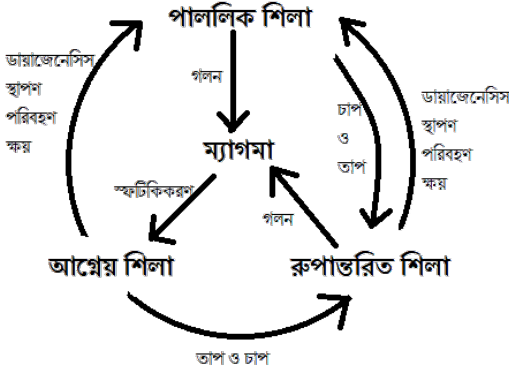 পাললিক শিলা
ডায়াজেনেসিস
স্থাপণ
পরিবহণ
ক্ষয়
গলন
চাপ
ও
তাপ
ডায়াজেনেসিস
স্থাপণ
পরিবহণ
ক্ষয়
ম্যাগমা
স্ফটিকিকরণ
গলন
আগ্নেয় শিলা
রুপান্তরিত শিলা
তাপ ও চাপ